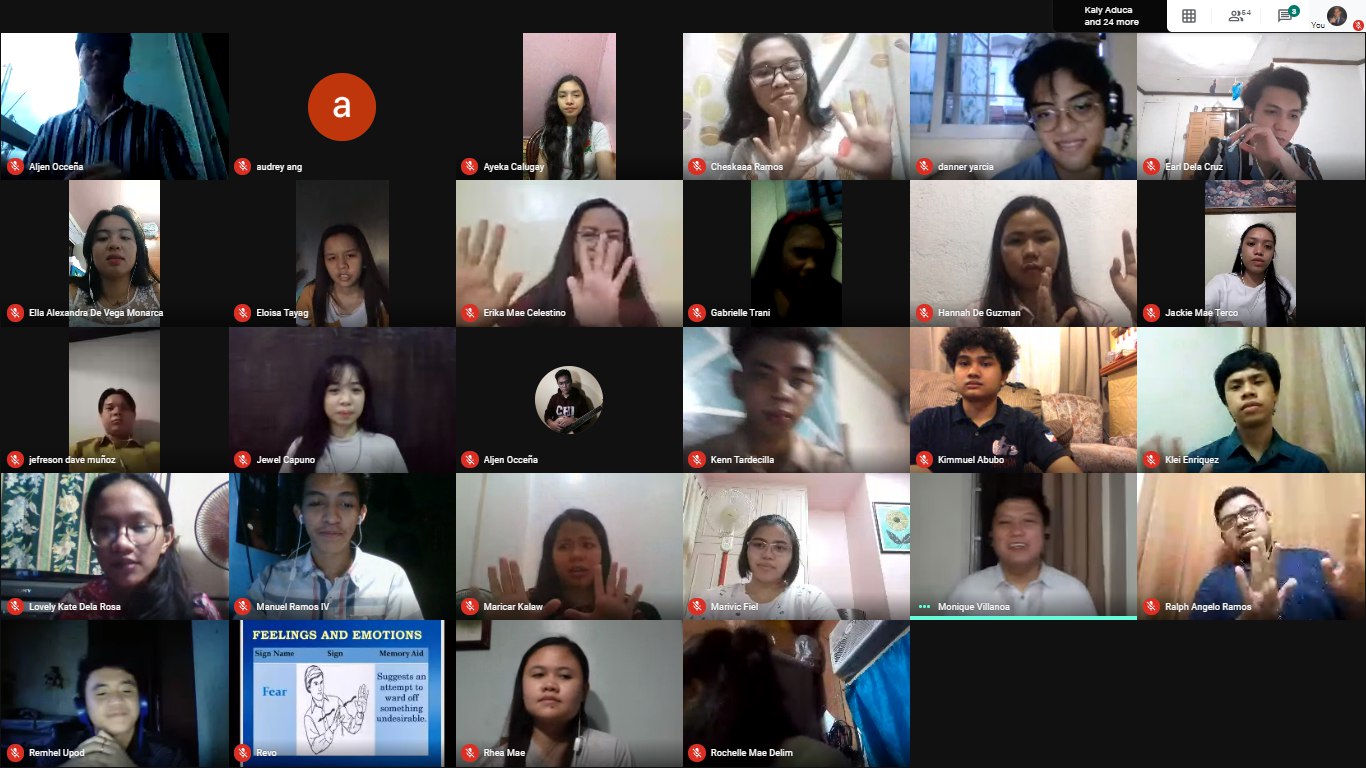 Kaly Aduca
and 24 more
64
3
You
Aljen Occeña
a
audrey ang
Ayeka Calugay
Cheskaaa Ramos
danner yarcia
Earl Dela Cruz
Ella Alexandra De Vega Monarca
Eloisa Tayag
Erika Mae Celestino
Gabrielle Trani
Hannah De Guzman
Jackie Mae Terco
jefreson dave muñoz
Jewel Capuno
Aljen Occeña
Kenn Tardecilla
Kimmuel Abubo
Klei Enriquez
Lovely Kate Dela Rosa
Manuel Ramos IV
Maricar Kalaw
Marivic Fiel
Monique Villanoa
Ralph Angelo Ramos
Remhel Upod
FEELINGS AND EMOTIONS
Sign Name Sign Memory Aid
Fear
Suggests an
attempt to
ward off
something
undesirable.
Revo
Rhea Mae
Rochelle Mae Delim